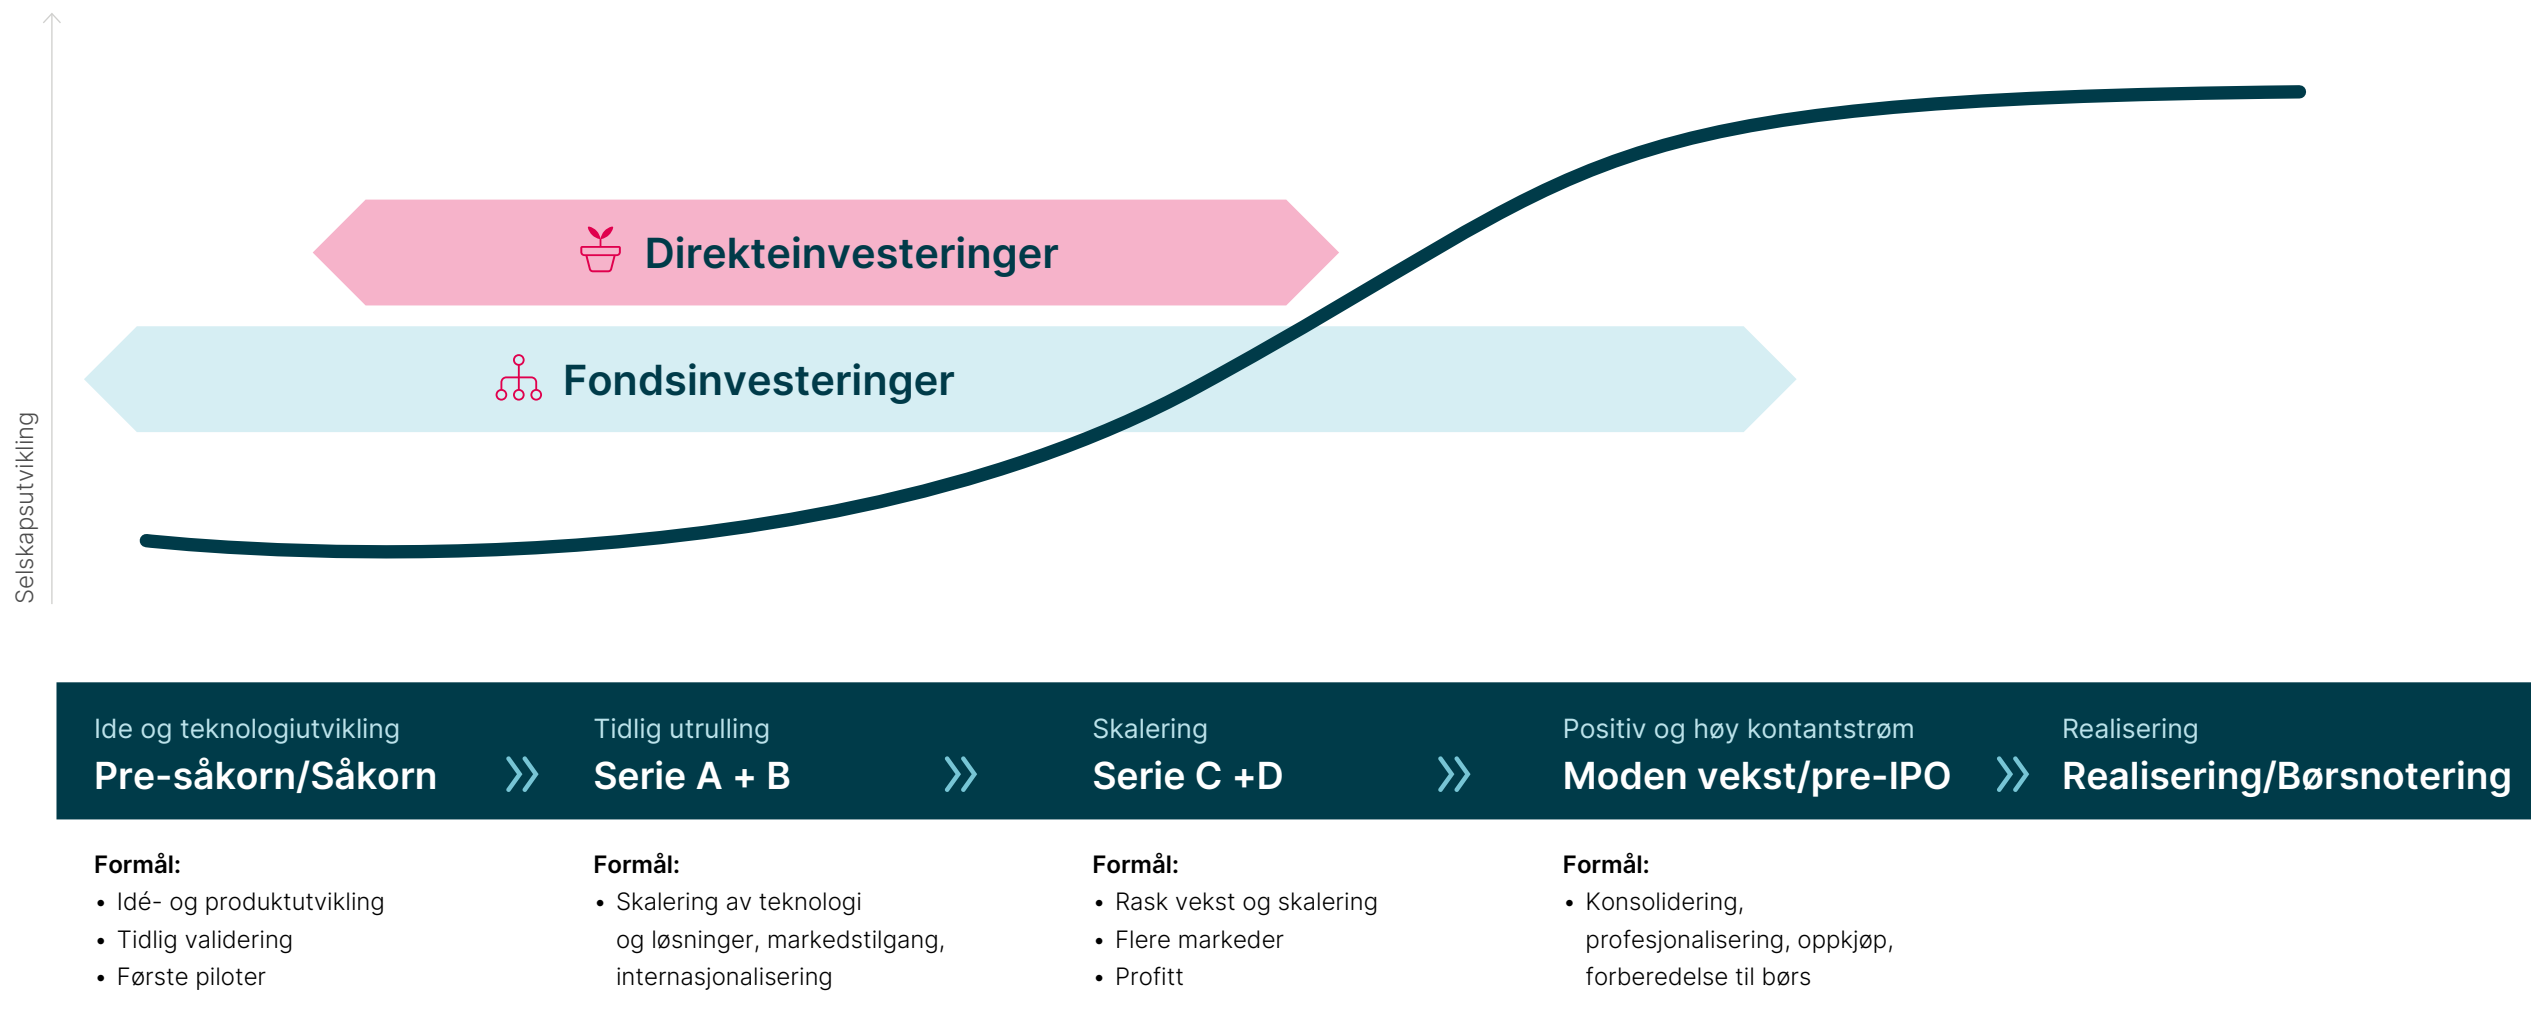 Selskapsutvikling
Direkteinvesteringer
Fondsinvesteringer
Ide og teknologiutvikling
Pre-såkorn/Såkorn
Tidlig utrulling
Serie A + B
Skalering
Serie C +D
Positiv og høy kontantstrøm
Moden vekst/pre-IPO
Realisering
Realisering/Børsnotering
Formål:
• Idé- og produktutvikling
• Tidlig validering
• Første piloter
Formål:
• Skalering av teknologi
og løsninger, markedstilgang,
internasjonalisering
Formål:
• Rask vekst og skalering
• Flere markeder
• Profitt
Formål:
• Konsolidering,
profesjonalisering, oppkjøp,
forberedelse til børs